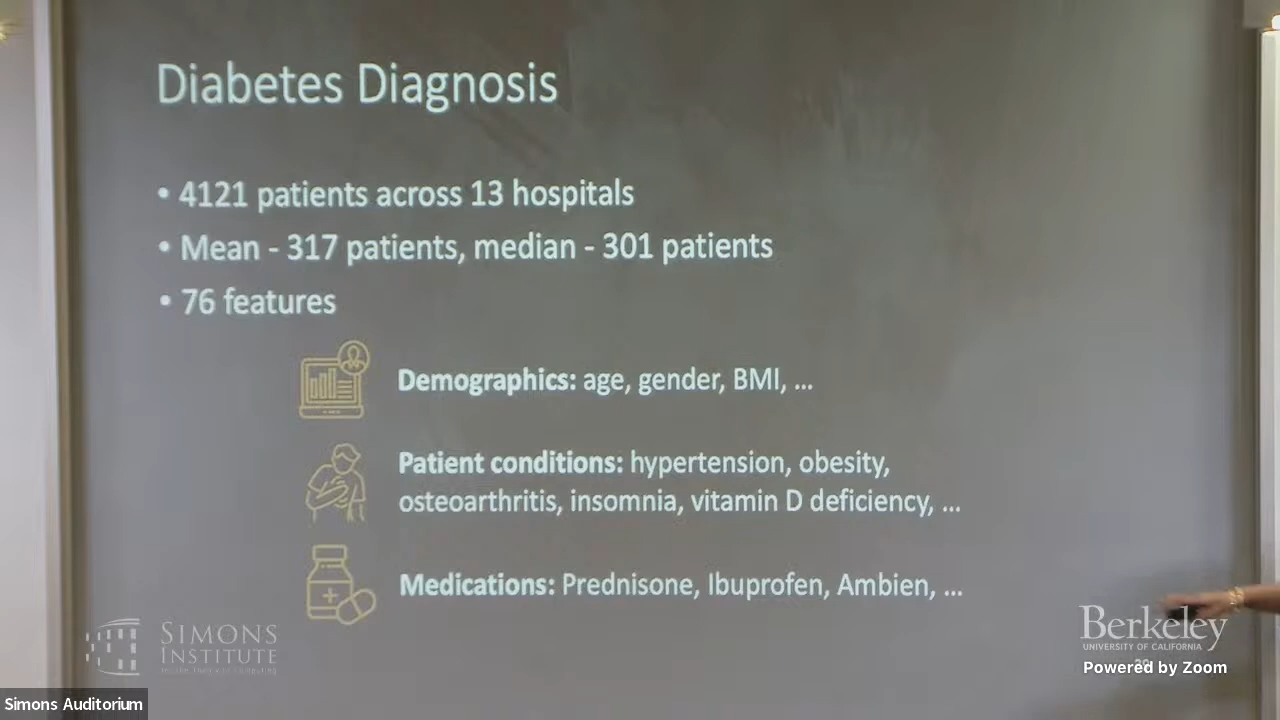 Diabetes Diagnosis
• 4121 patients across 13 hospitals
• Mean - 317 patients, median - 301 patients
• 76 features
Demographics: age, gender, BMI, ...
Patient conditions: hypertension, obesity,
osteoarthritis, insomnia, vitamin D deficiency, ...
Medications: Prednisone, Ibuprofen, Ambien, ...
SIMONS
INSTITUTE
Berkeley
UNIVERSITY OF CALIFORNIA
Powered by Zoom
Simons Auditorium